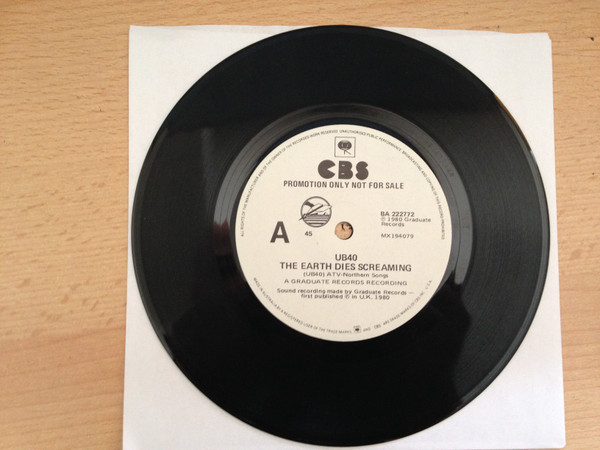 CBS
PROMOTION ONLY NOT FOR SALE
A
45
BA 222772
℗ 1980 Graduate
Records
MX194079
UB40
THE EARTH DIES SCREAMING
(UB40) ATV-Northern Songs
A GRADUATE RECORDS RECORDING
Sound recording made by Graduate Records —
first published ℗ in U.K. 1980